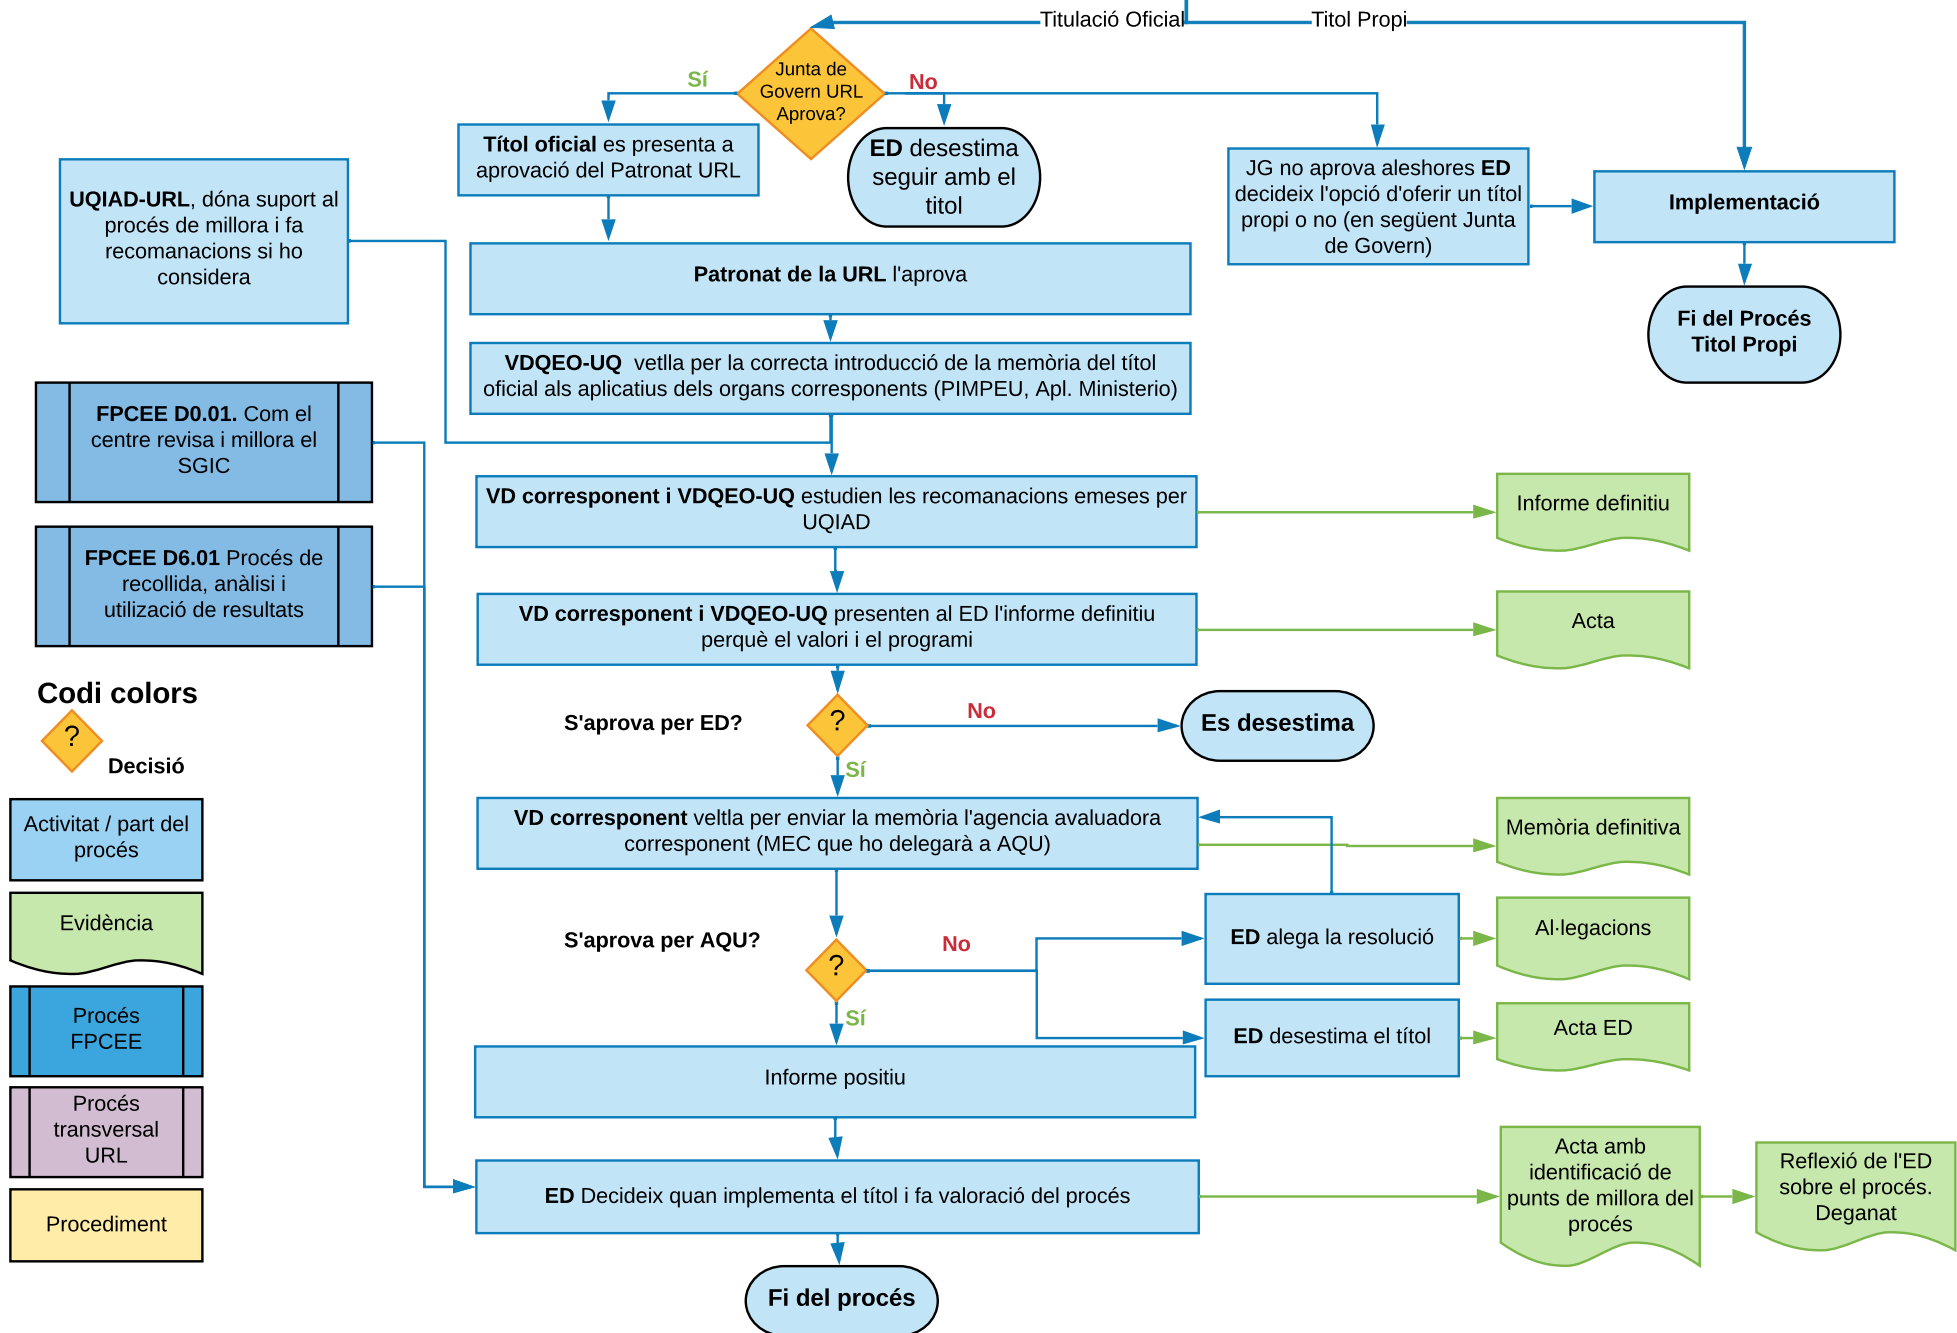 Titulació Oficial
Titol Propi
Junta de
Govern URL
Aprova?
Sí
No
Títol oficial es presenta a
aprovació del Patronat URL
ED desestima
seguir amb el
titol
JG no aprova aleshores ED
decideix l'opció d'oferir un títol
propi o no (en següent Junta
de Govern)
Implementació
Fi del Procés
Titol Propi
UQIAD-URL, dóna suport al
procés de millora i fa
recomanacions si ho
considera
Patronat de la URL l'aprova
VDQEO-UQ vetlla per la correcta introducció de la memòria del títol
oficial als aplicatius dels organs corresponents (PIMPEU, Apl. Ministerio)
FPCEE D0.01. Com el
centre revisa i millora el
SGIC
VD corresponent i VDQEO-UQ estudien les recomanacions emeses per
UQIAD
Informe definitiu
FPCEE D6.01 Procés de
recollida, anàlisi i
utilizació de resultats
VD corresponent i VDQEO-UQ presenten al ED l'informe definitiu
perquè el valori i el programi
Acta
S'aprova per ED?
?
No
Es desestima
Sí
VD corresponent veltla per enviar la memòria l'agencia avaluadora
corresponent (MEC que ho delegarà a AQU)
Memòria definitiva
S'aprova per AQU?
?
No
ED alega la resolució
Al·legacions
Sí
ED desestima el títol
Acta ED
Informe positiu
ED Decideix quan implementa el títol i fa valoració del procés
Acta amb
identificació de
punts de millora del
procés
Reflexió de l'ED
sobre el procés.
Deganat
Fi del procés
Codi colors
?
Decisió
Activitat / part del
procés
Evidència
Procés
FPCEE
Procés
transversal
URL
Procediment